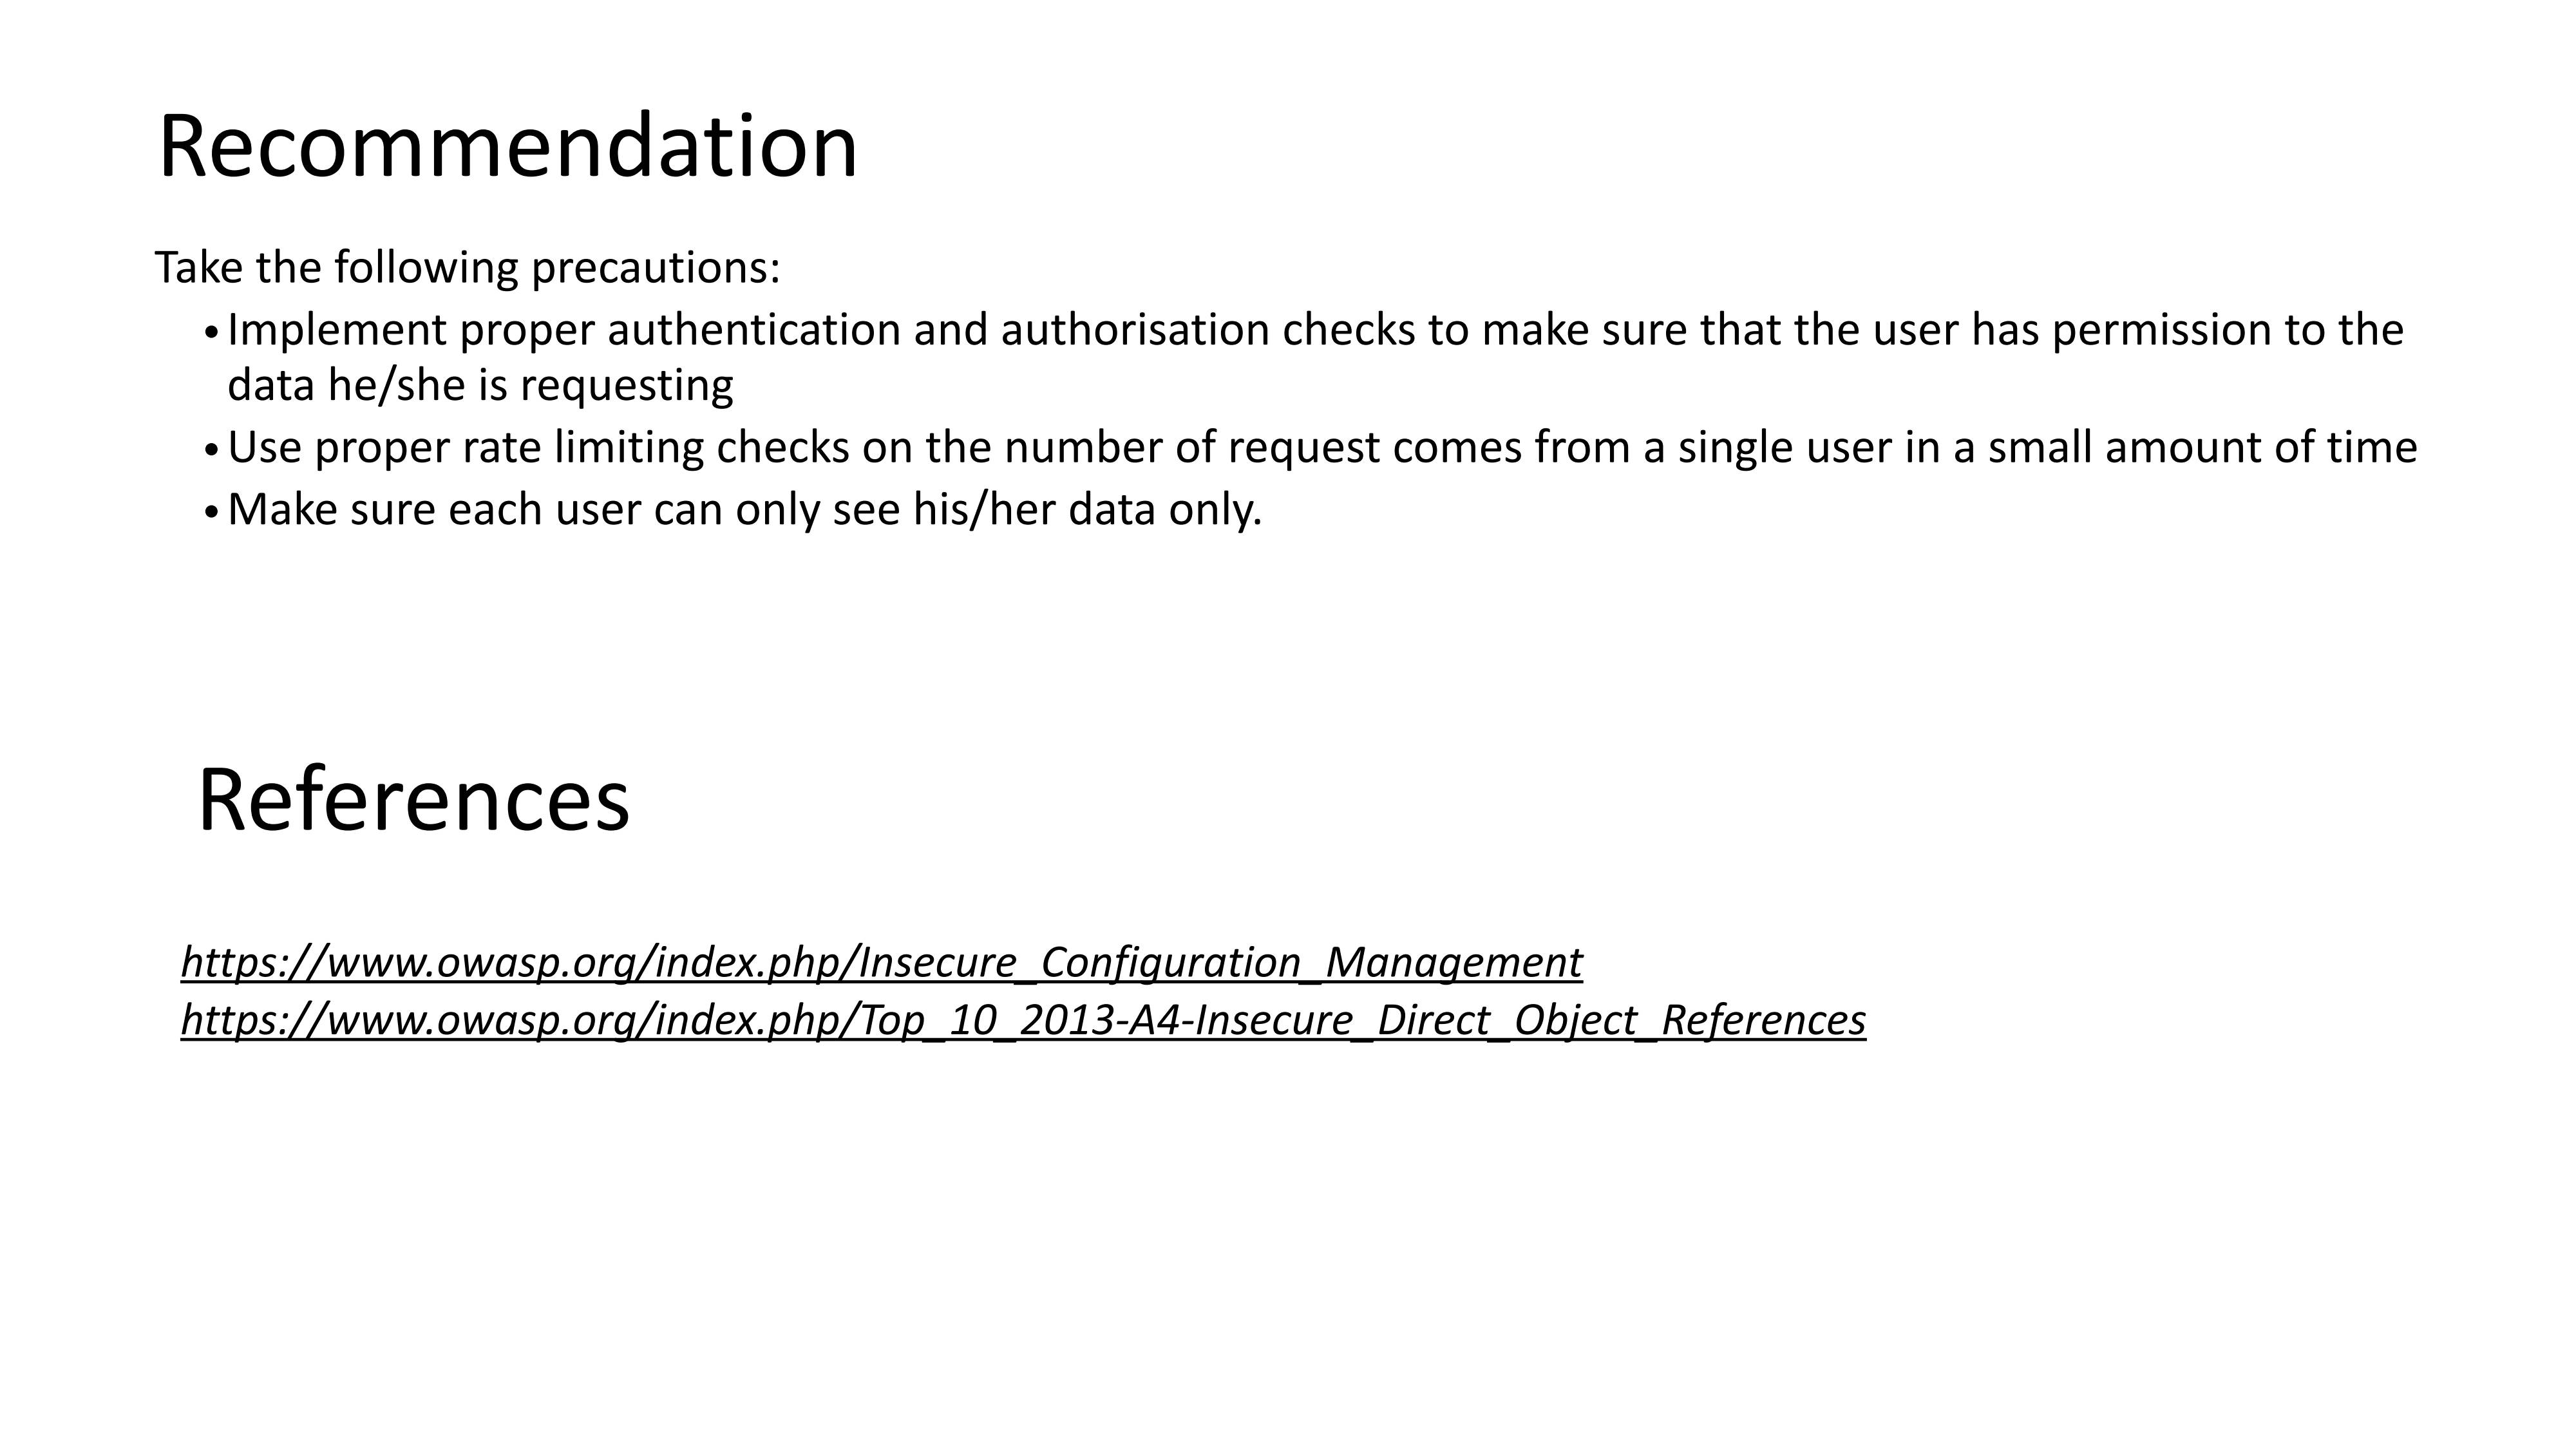 Recommendation
Take the following precautions:
• Implement proper authentication and authorisation checks to make sure that the user has permission to the
data he/she is requesting
• Use proper rate limiting checks on the number of request comes from a single user in a small amount of time
• Make sure each user can only see his/her data only.
References
https://www.owasp.org/index.php/Insecure_Configuration_Management
https://www.owasp.org/index.php/Top_10_2013-A4-Insecure_Direct_Object_References